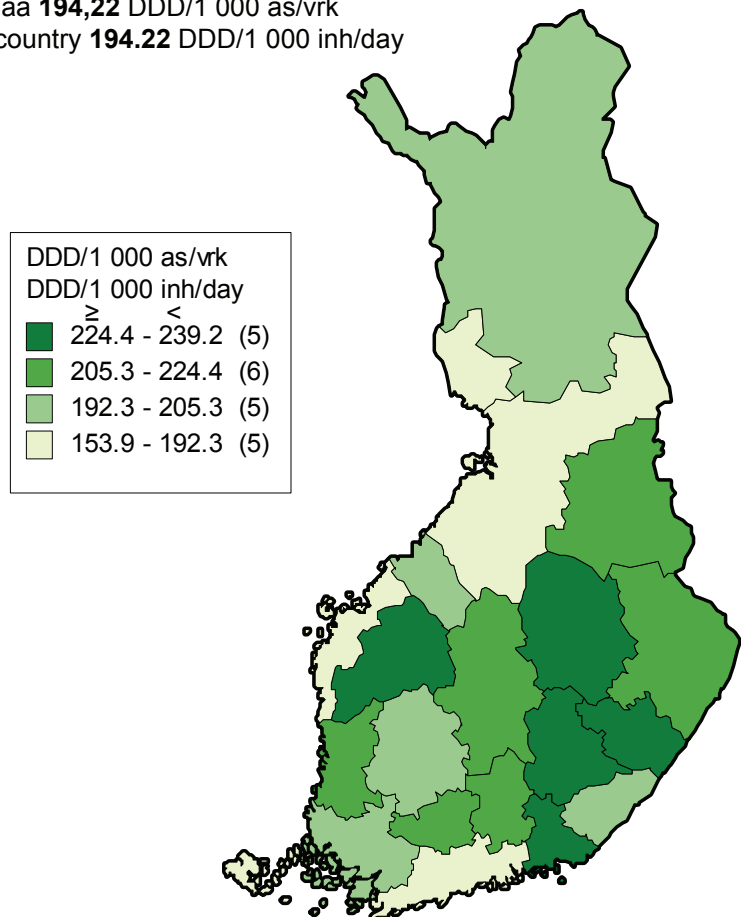 aa 194,22 DDD/1 000 as/vrk
country 194.22 DDD/1 000 inh/day
DDD/1 000 as/vrk
DDD/1 000 inh/day
≥ <
224.4 - 239.2 (5)
205.3 - 224.4 (6)
192.3 - 205.3 (5)
153.9 - 192.3 (5)